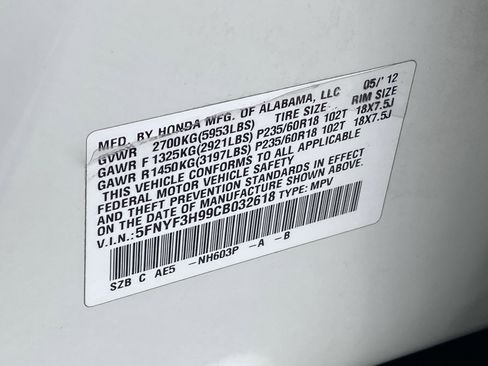 MFD. BY HONDA MFG. OF ALABAMA, LLC 05/'12
GVWR 2700KG(5953LBS) TIRE SIZE RIM SIZE
GAWR F 1325KG(2921LBS) P235/60R18 102T 18X7.5J
GAWR R1450KG(3197LBS) P235/60R18 102T 18X7.5J
THIS VEHICLE CONFORMS TO ALL APPLICABLE
FEDERAL MOTOR VEHICLE SAFETY STANDARDS IN EFFECT
ON THE DATE OF MANUFACTURE SHOWN ABOVE.
V.I.N.:5FNYF3H99CB032618 TYPE: MPV
SZB C AE5 -NH603P -A -B